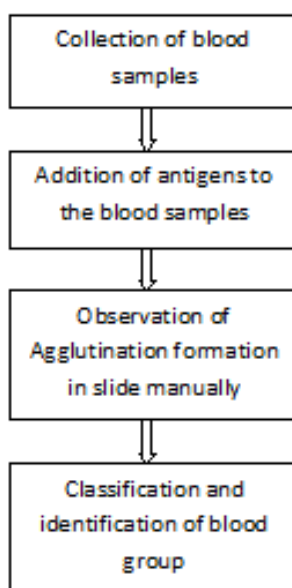 Collection of blood
samples
Addition of antigens to
the blood samples
Observation of
Agglutination formation
in slide manually
Classification and
identification of blood
group